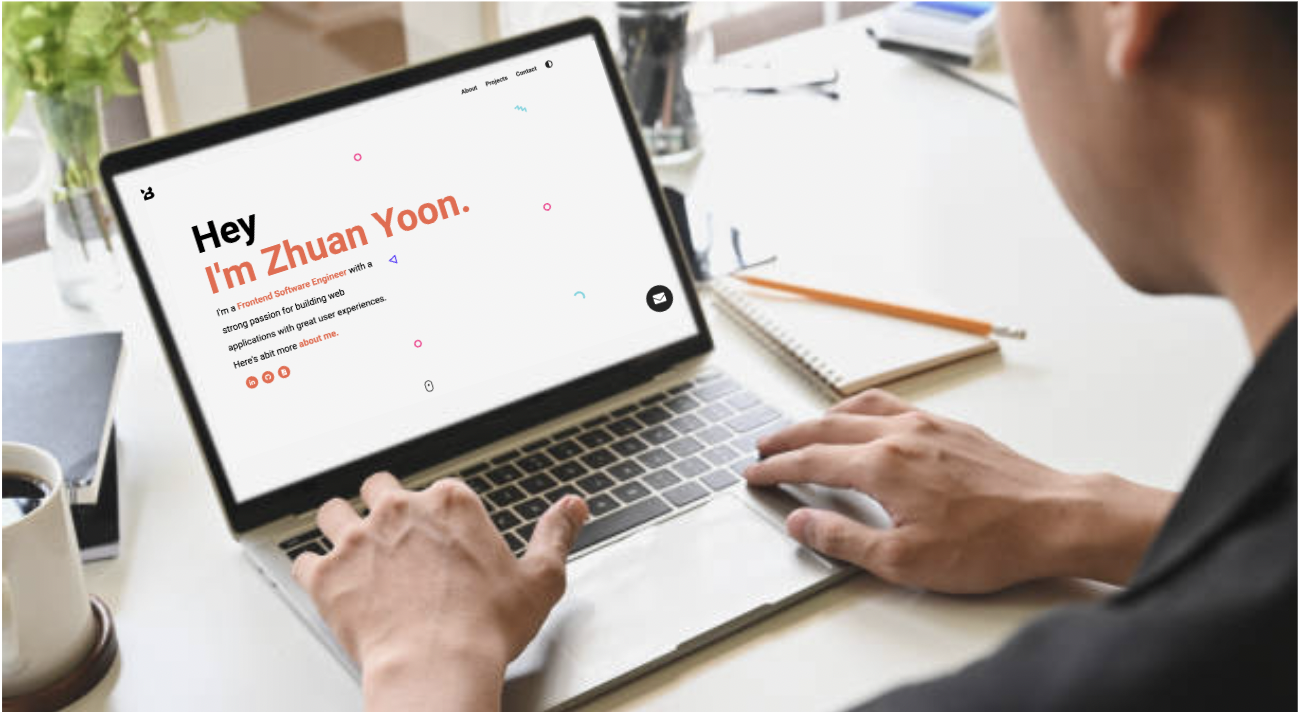 About Projects Contact
Hey
I'm Zhuan Yoon.
I'm a Frontend Software Engineer with a
strong passion for building web
applications with great user experiences.
Here's abit more about me.
in